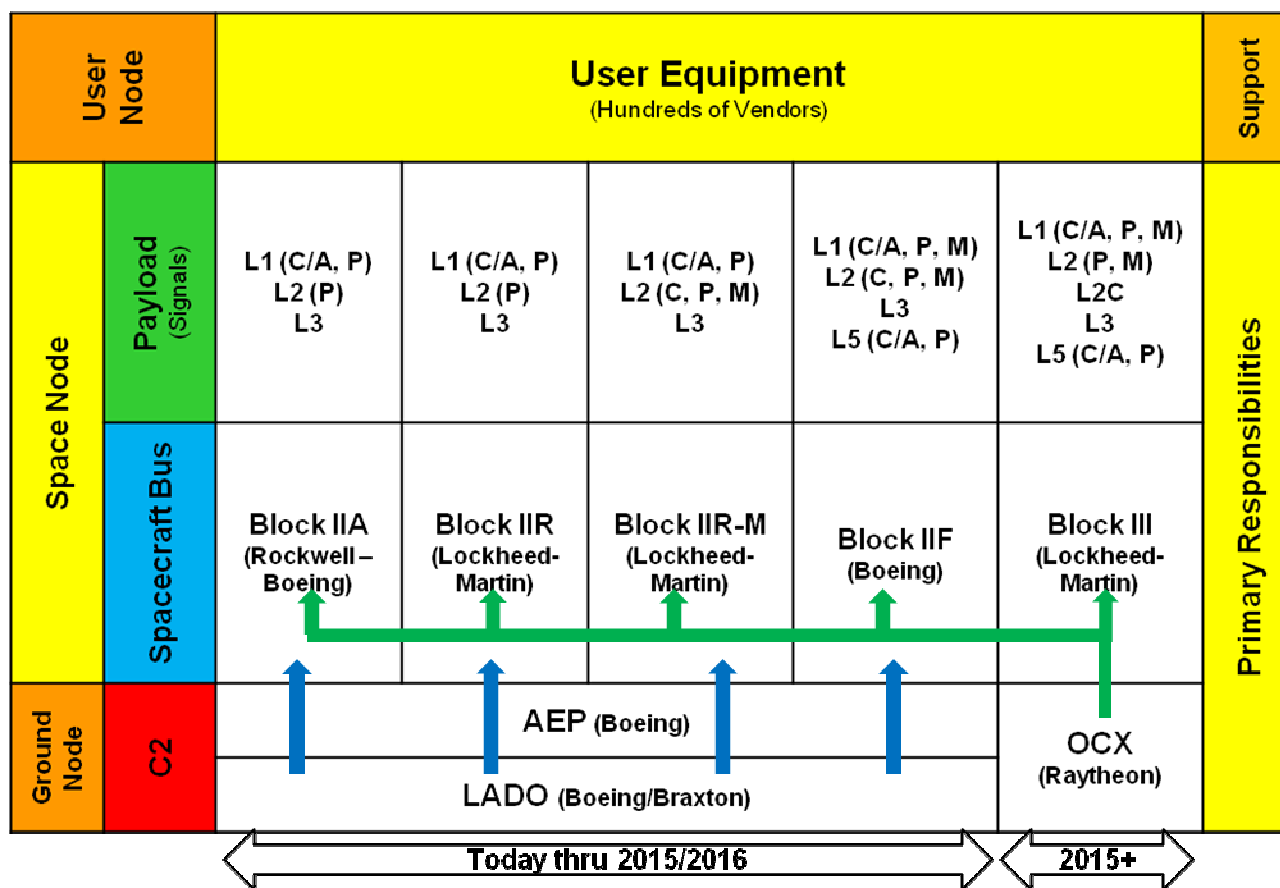 User
Node
User Equipment
(Hundreds of Vendors)
Support
Space Node
Payload
(Signals)
L1 (C/A, P)
L2 (P)
L3
L1 (C/A, P)
L2 (P)
L3
L1 (C/A, P)
L2 (C, P, M)
L3
L1 (C/A, P, M)
L2 (C, P, M)
L3
L5 (C/A, P)
L1 (C/A, P, M)
L2 (P, M)
L2C
L3
L5 (C/A, P)
Primary Responsibilities
Spacecraft Bus
Block IIA
(Rockwell –
Boeing)
Block IIR
(Lockheed-
Martin)
Block IIR-M
(Lockheed-
Martin)
Block IIF
(Boeing)
Block III
(Lockheed-
Martin)
Ground
Node
C2
AEP (Boeing)
LADO (Boeing/Braxton)
OCX
(Raytheon)
Today thru 2015/2016
2015+